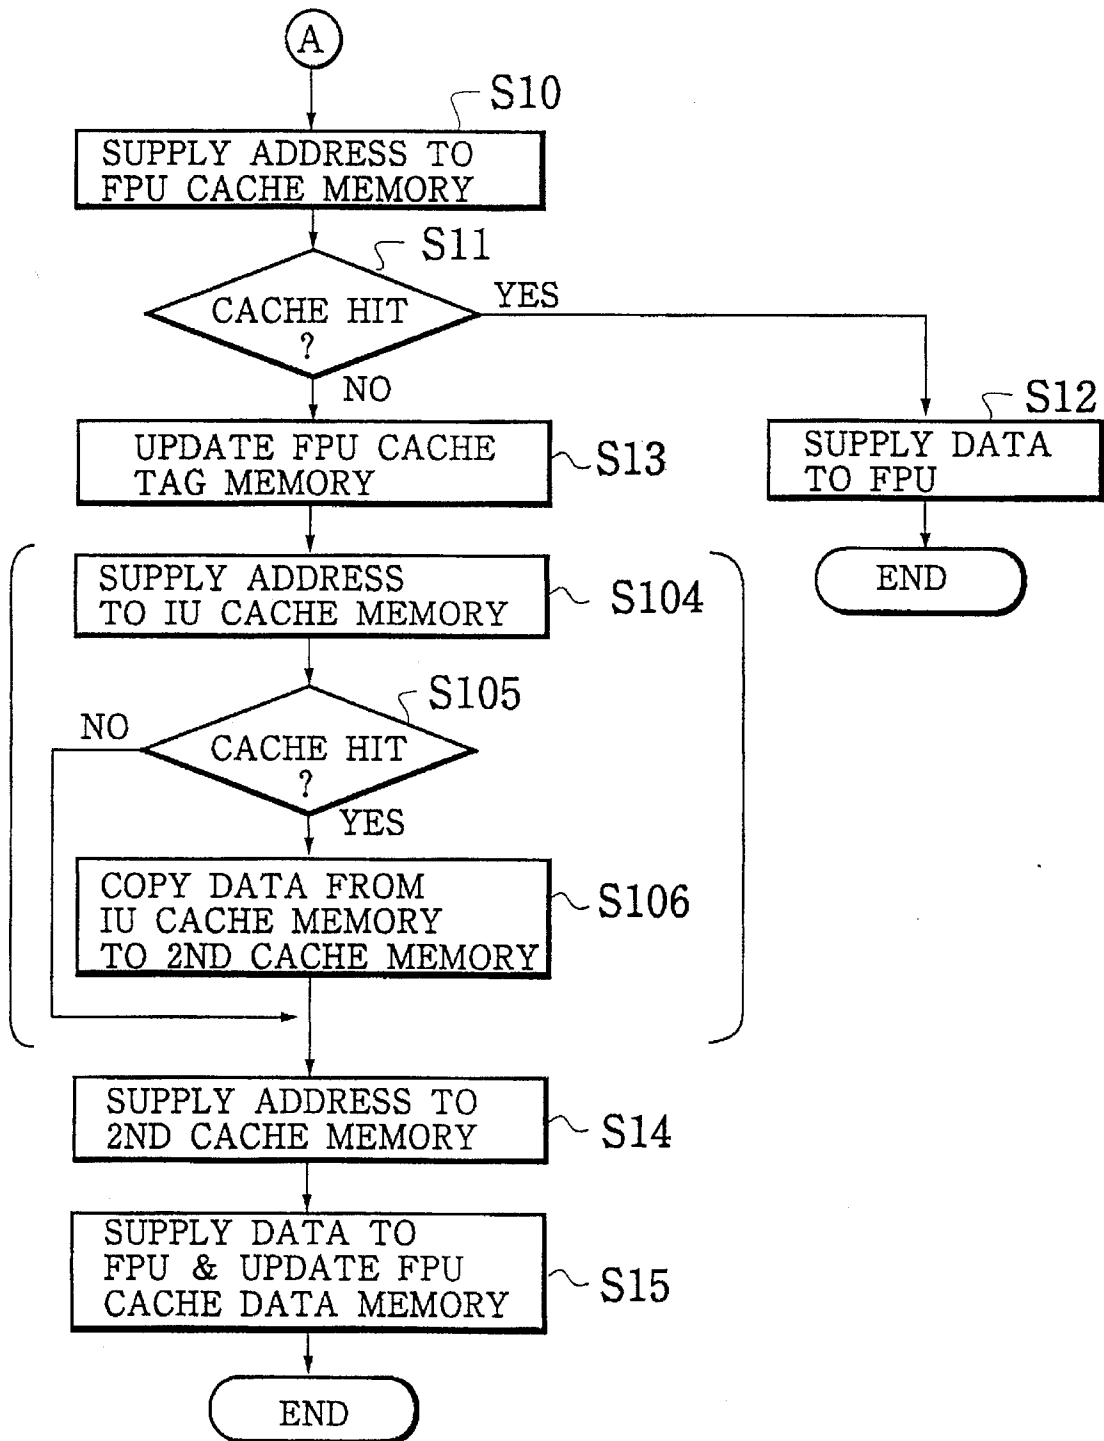 A
S10
SUPPLY ADDRESS TO
FPU CACHE MEMORY
S11
CACHE HIT
?
YES
NO
S12
SUPPLY DATA
TO FPU
END
UPDATE FPU CACHE
TAG MEMORY
S13
SUPPLY ADDRESS
TO IU CACHE MEMORY
S104
S105
NO
CACHE HIT
?
YES
COPY DATA FROM
IU CACHE MEMORY
TO 2ND CACHE MEMORY
S106
SUPPLY ADDRESS TO
2ND CACHE MEMORY
S14
SUPPLY DATA TO
FPU & UPDATE FPU
CACHE DATA MEMORY
S15
END